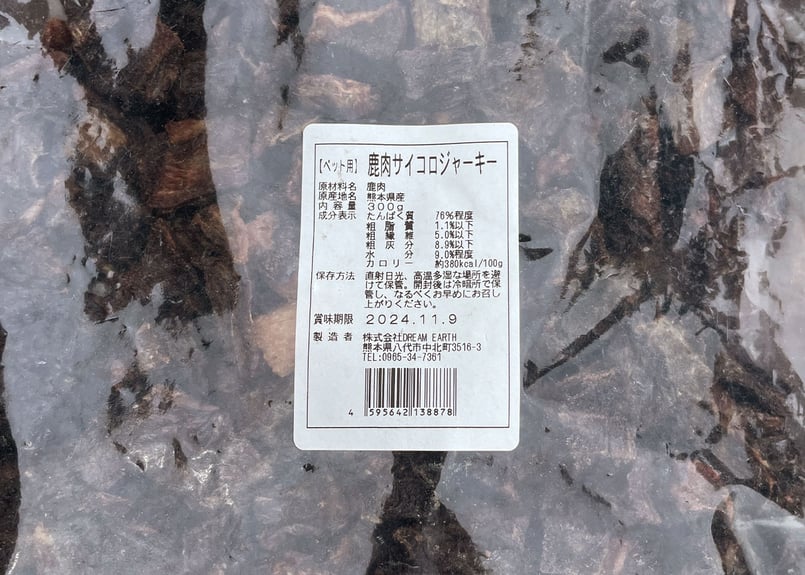 【ペット用】 鹿肉サイコロジャーキー
原材料名 鹿肉
原産地名 熊本県産
内容量 300g
成分表示 たんぱく質 76%程度
粗脂質 1.1%以下
粗繊維 5.0%以下
粗灰分 8.9%以下
水分 9.0%程度
カロリー 約380kcal/100g
保存方法 直射日光、高温多湿な場所を避
けて保管。開封後は冷暗所で保
管し、なるべくお早めにお召し
上がりください。
賞味期限 2024.11.9
製造者 株式会社DREAM EARTH
熊本県八代市中北町3516-3
TEL:0965-34-7361
4 595642 138878